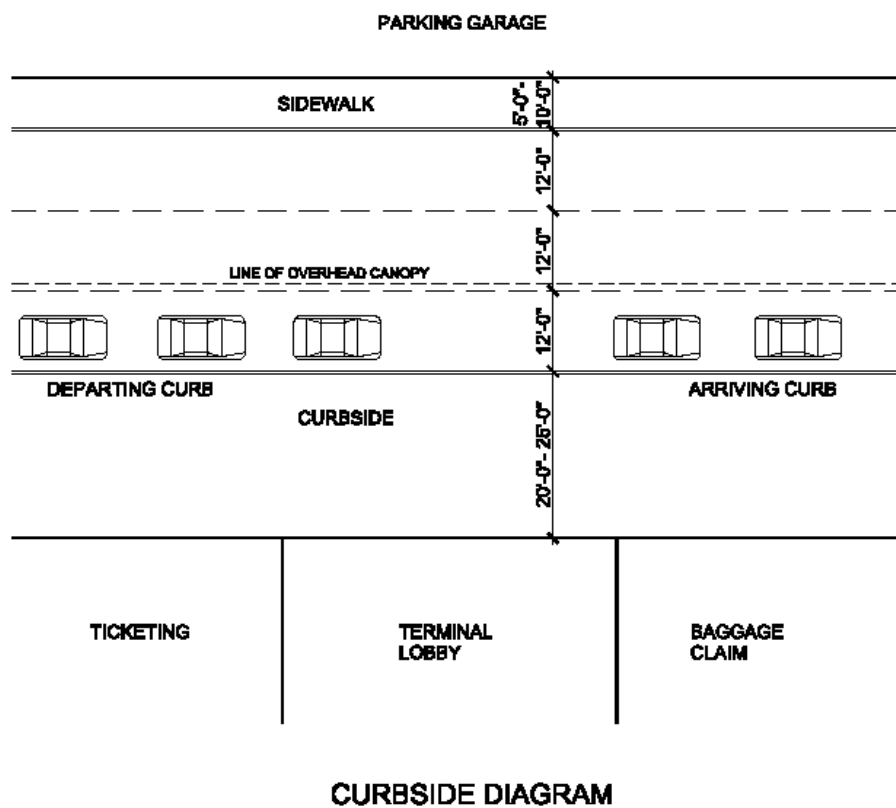 PARKING GARAGE
SIDEWALK
5'-0"-
10'-0"
12'-0"
12'-0"
LINE OF OVERHEAD CANOPY
12'-0"
DEPARTING CURB
ARRIVING CURB
CURBSIDE
20'-0"- 25'-0"
TICKETING
TERMINAL
LOBBY
BAGGAGE
CLAIM
CURBSIDE DIAGRAM